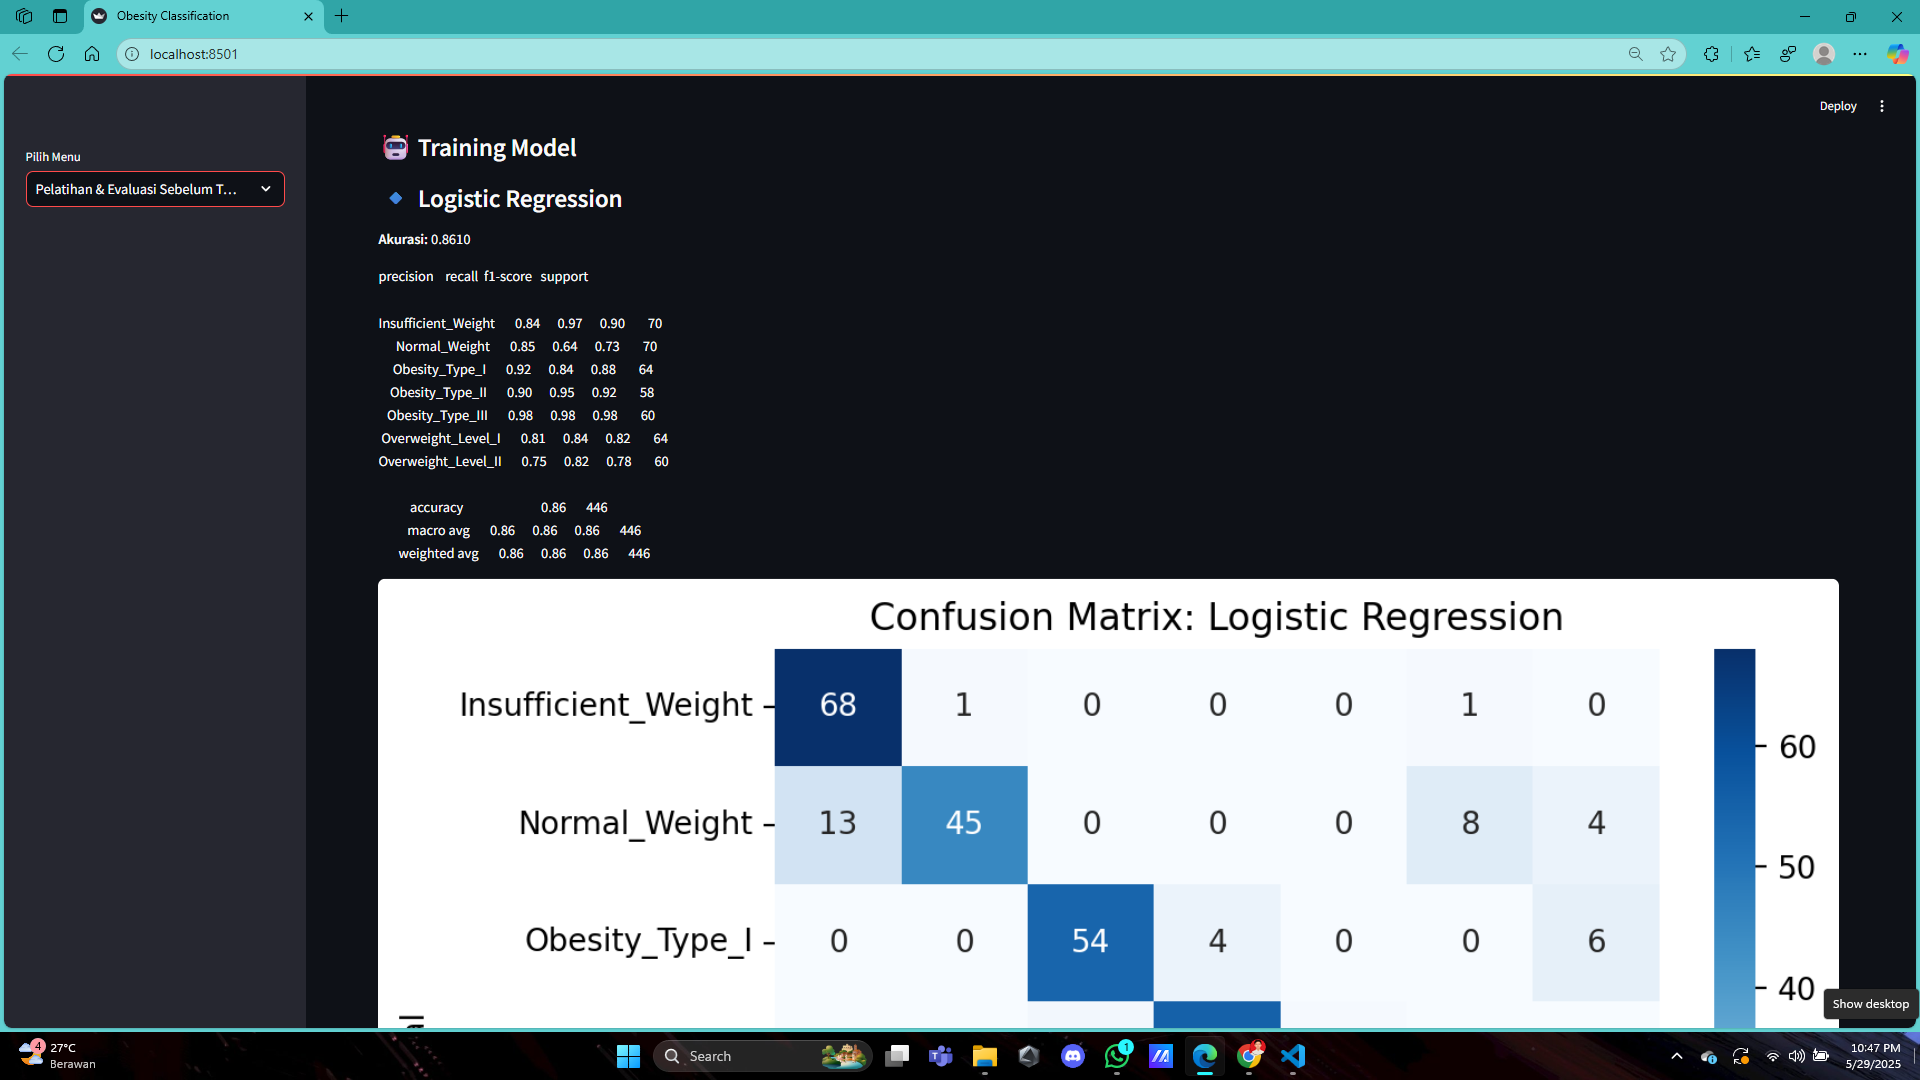 Obesity Classification
localhost:8501
Deploy
Pilih Menu
Pelatihan & Evaluasi Sebelum T...
Training Model
Logistic Regression
Akurasi: 0.8610
precision recall f1-score support
Insufficient_Weight 0.84 0.97 0.90 70
Normal_Weight 0.85 0.64 0.73 70
Obesity_Type_I 0.92 0.84 0.88 64
Obesity_Type_II 0.90 0.95 0.92 58
Obesity_Type_III 0.98 0.98 0.98 60
Overweight_Level_I 0.81 0.84 0.82 64
Overweight_Level_II 0.75 0.82 0.78 60
accuracy 0.86 446
macro avg 0.86 0.86 0.86 446
weighted avg 0.86 0.86 0.86 446
Confusion Matrix: Logistic Regression
Insufficient_Weight 68 1 0 0 0 1 0
60
Normal_Weight 13 45 0 0 0 8 4
50
Obesity_Type_I 0 0 54 4 0 0 6
40
Show desktop
4
27°C
Berawan
Search
1
10:47 PM
5/29/2025